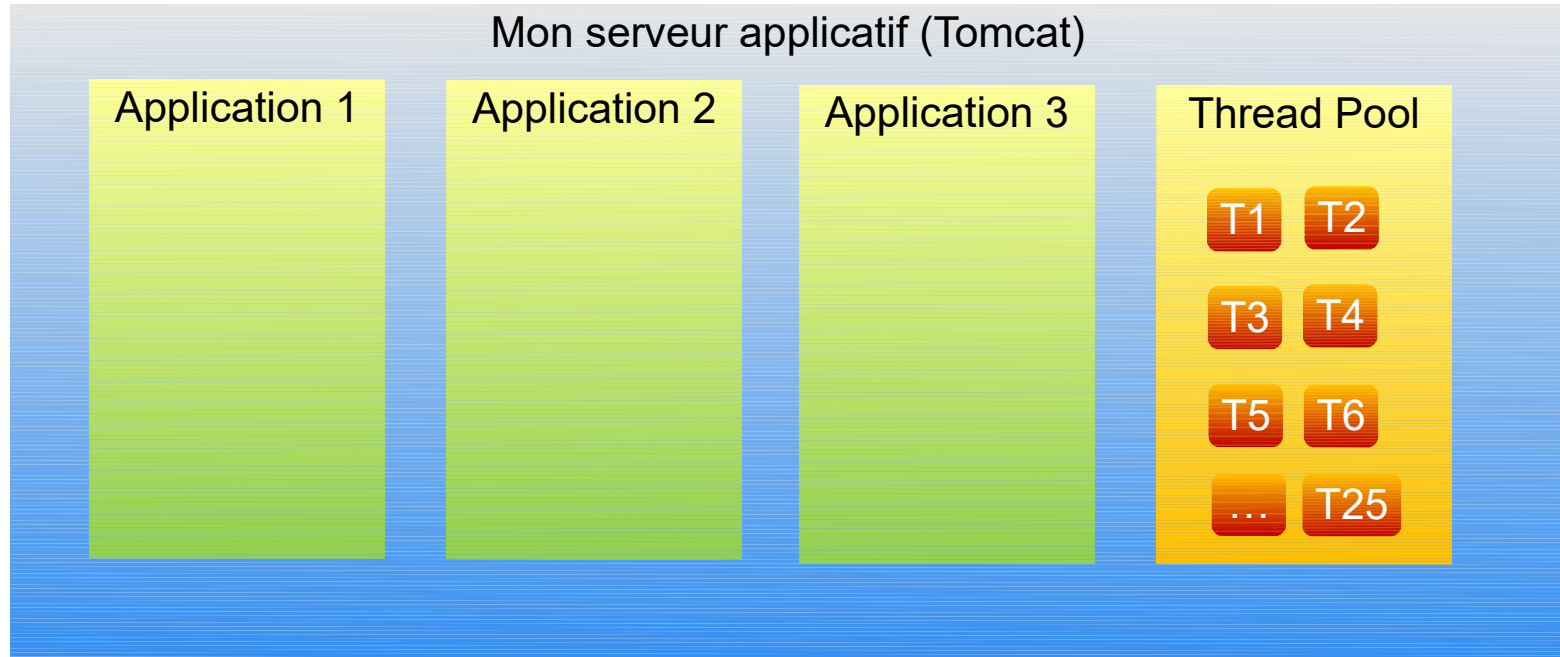 Mon serveur applicatif (Tomcat)
Application 1
Application 2
Application 3
Thread Pool
T1 T2
T3 T4
T5 T6
… T25